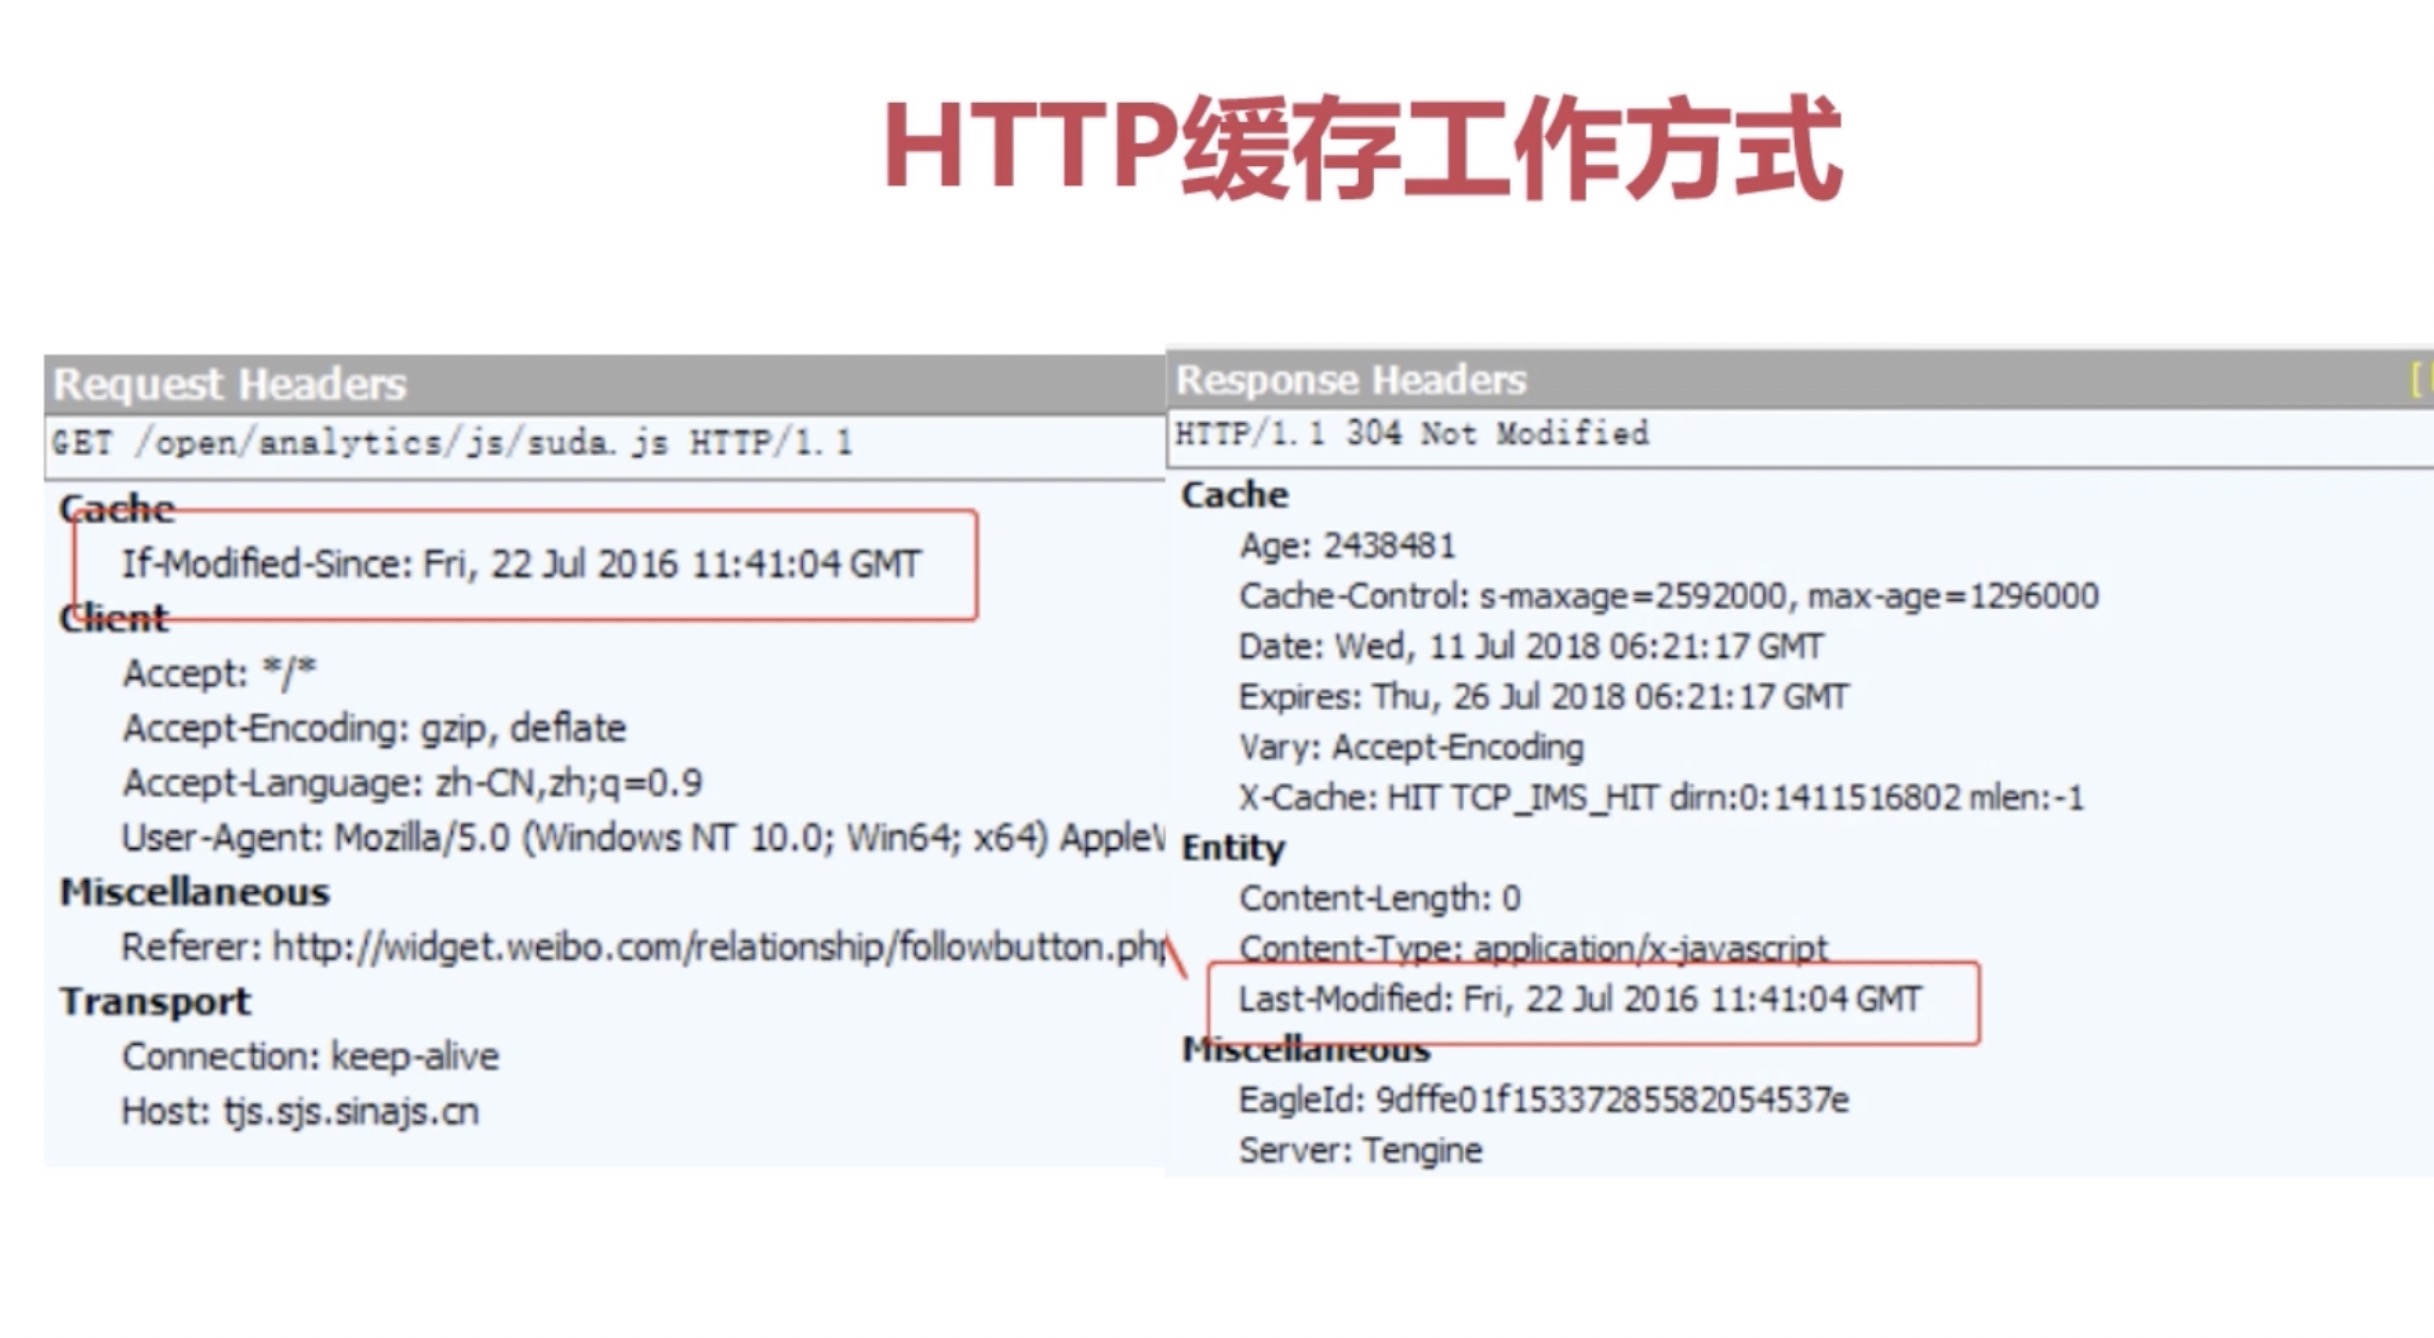 HTTP缓存工作方式
Request Headers
GET /open/analytics/js/suda.js HTTP/1.1
Cache
If-Modified-Since: Fri, 22 Jul 2016 11:41:04 GMT
Client
Accept: */*
Accept-Encoding: gzip, deflate
Accept-Language: zh-CN,zh;q=0.9
User-Agent: Mozilla/5.0 (Windows NT 10.0; Win64; x64)
Miscellaneous
Referer: http://widget.weibo.com/relationship/followbutton.php
Transport
Connection: keep-alive
Host: tjs.sjs.sinajs.cn
Response Headers
HTTP/1.1 304 Not Modified
Cache
Age: 2438481
Cache-Control: s-maxage=2592000, max-age=1296000
Date: Wed, 11 Jul 2018 06:21:17 GMT
Expires: Thu, 26 Jul 2018 06:21:17 GMT
Vary: Accept-Encoding
X-Cache: HIT TCP_IMS_HIT dirn:0:1411516802 mlen:-1
Entity
Content-Length: 0
Content-Type: application/x-javascript
Last-Modified: Fri, 22 Jul 2016 11:41:04 GMT
Miscellaneous
EagleId: 9dffe01f15337285582054537e
Server: Tengine